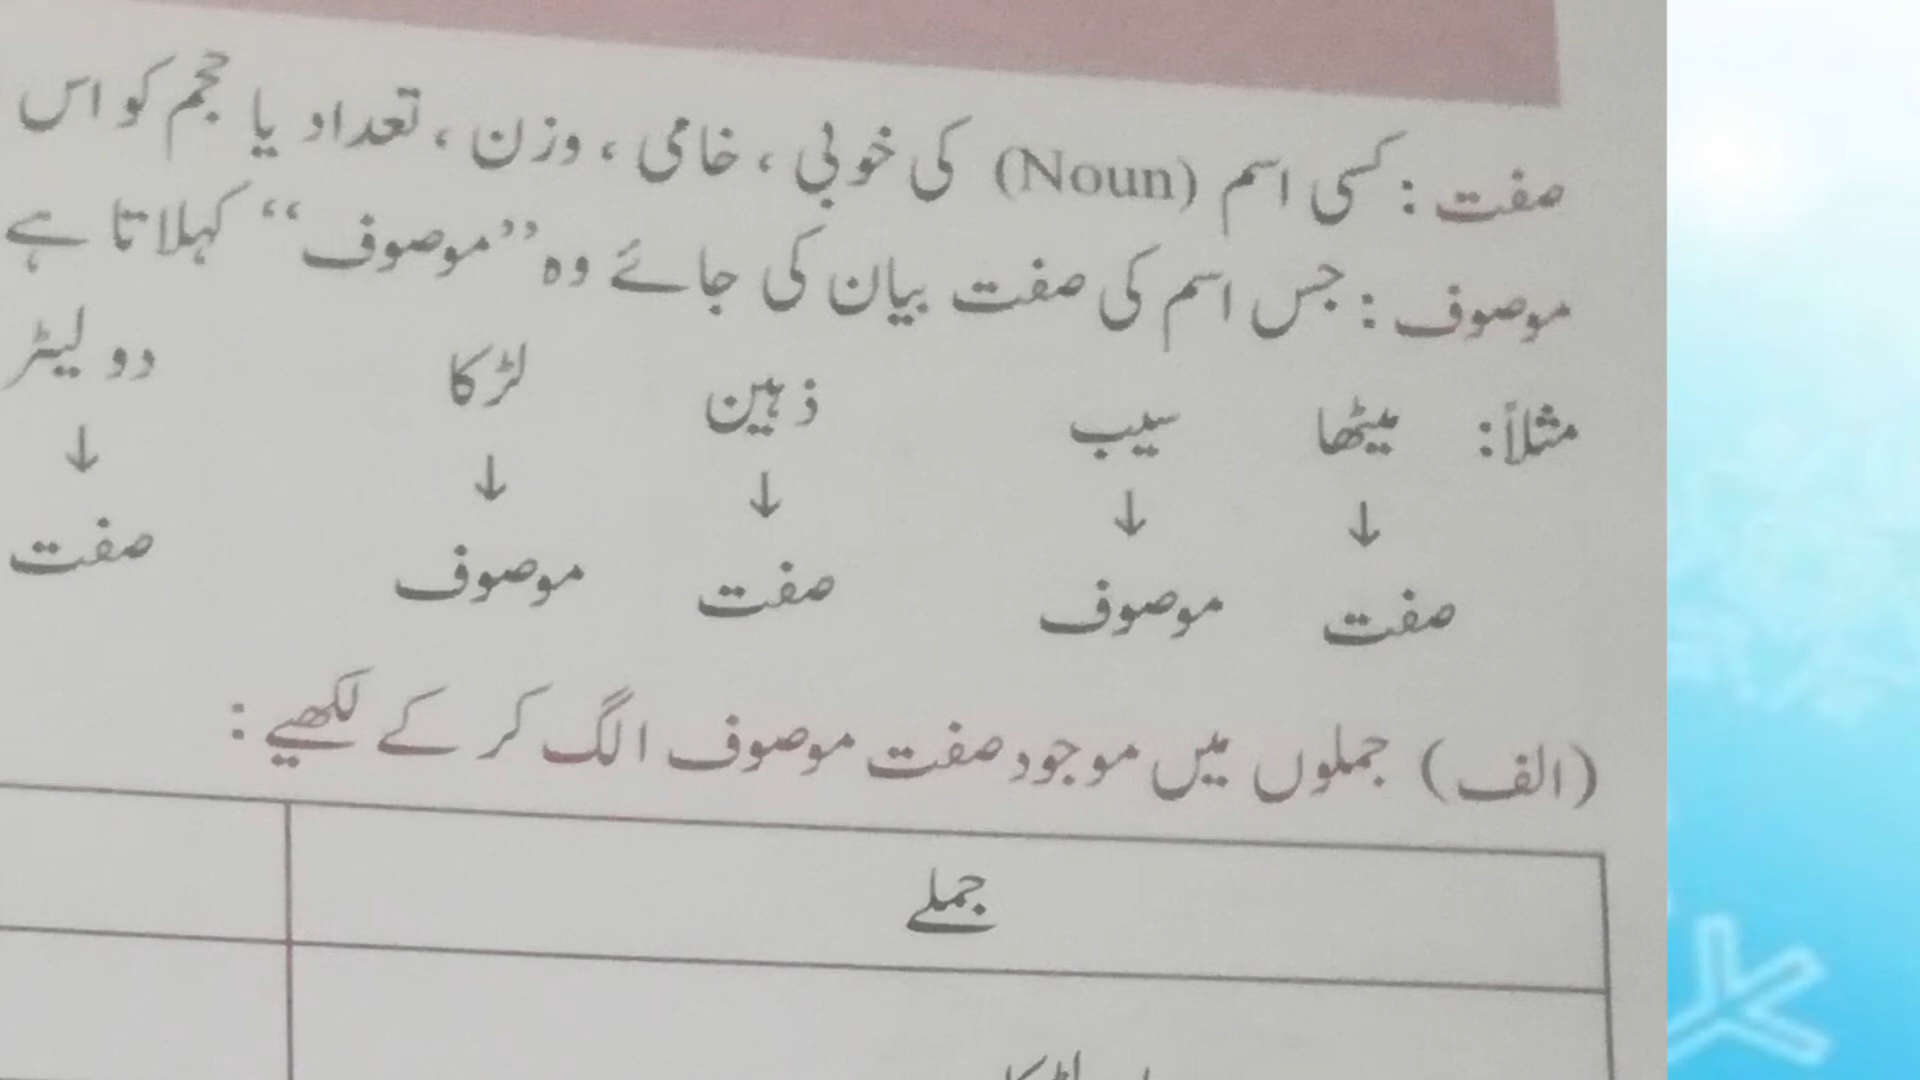 صفت : کسی اسم (Noun) کی خوبی ، خامی ، وزن ، تعداد یا حجم کو اس
موصوف : جس اسم کی صفت بیان کی جائے وہ ”موصوف“ کہلاتا ہے
مثلاً: میٹھا سیب ذہین لڑکا دو لیٹر
↓ ↓ ↓ ↓ ↓
صفت موصوف صفت موصوف صفت
(الف) جملوں میں موجود صفت موصوف الگ کر کے لکھیے :
جملے